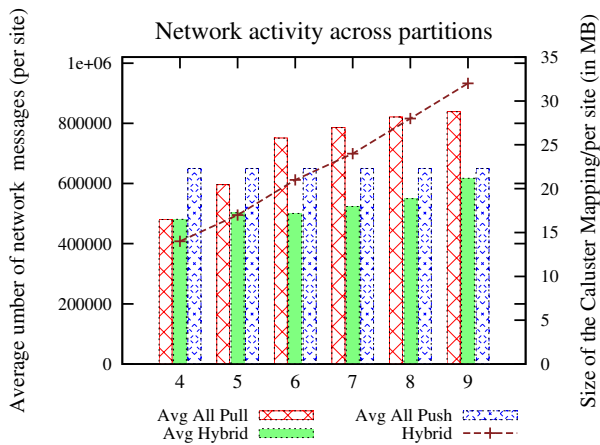 Network activity across partitions
Average umber of network  messages (per site)
1e+06
800000
600000
400000
200000
0
35
30
25
20
15
10
5
0
Size of the Caluster Mapping/per site (in MB)
4 5 6 7 8 9
Avg All Pull
Avg All Push
Avg Hybrid
Hybrid